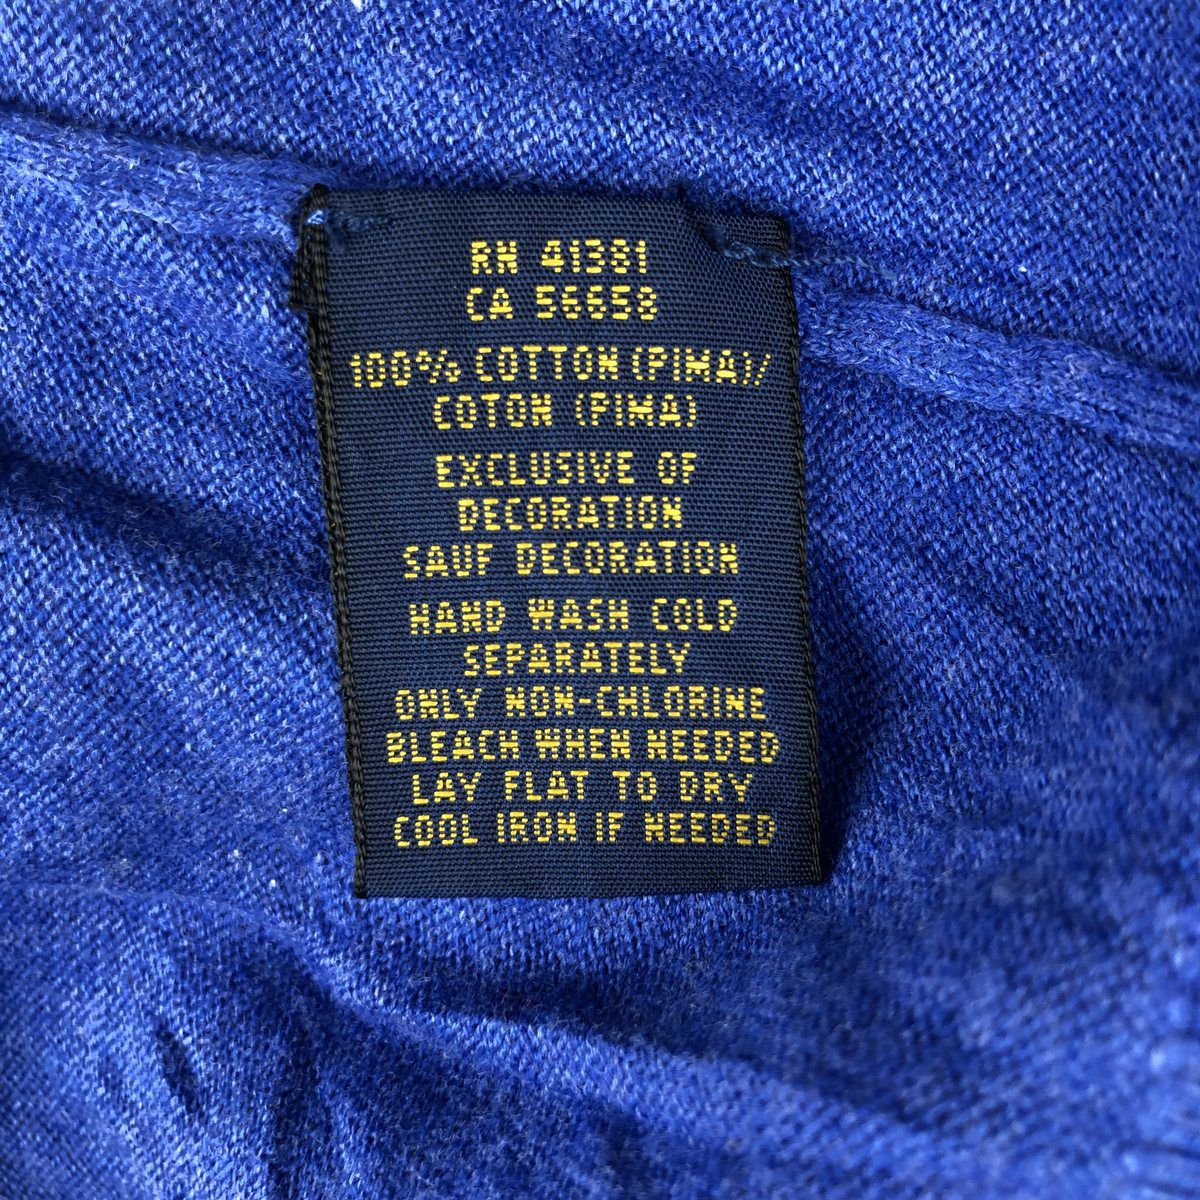 RN 41381
CA 56658
100% COTTON (PIMA)/
COTON (PIMA)
EXCLUSIVE OF
DECORATION
SAUF DECORATION
HAND WASH COLD
SEPARATELY
ONLY NON-CHLORINE
BLEACH WHEN NEEDED
LAY FLAT TO DRY
COOL IRON IF NEEDED